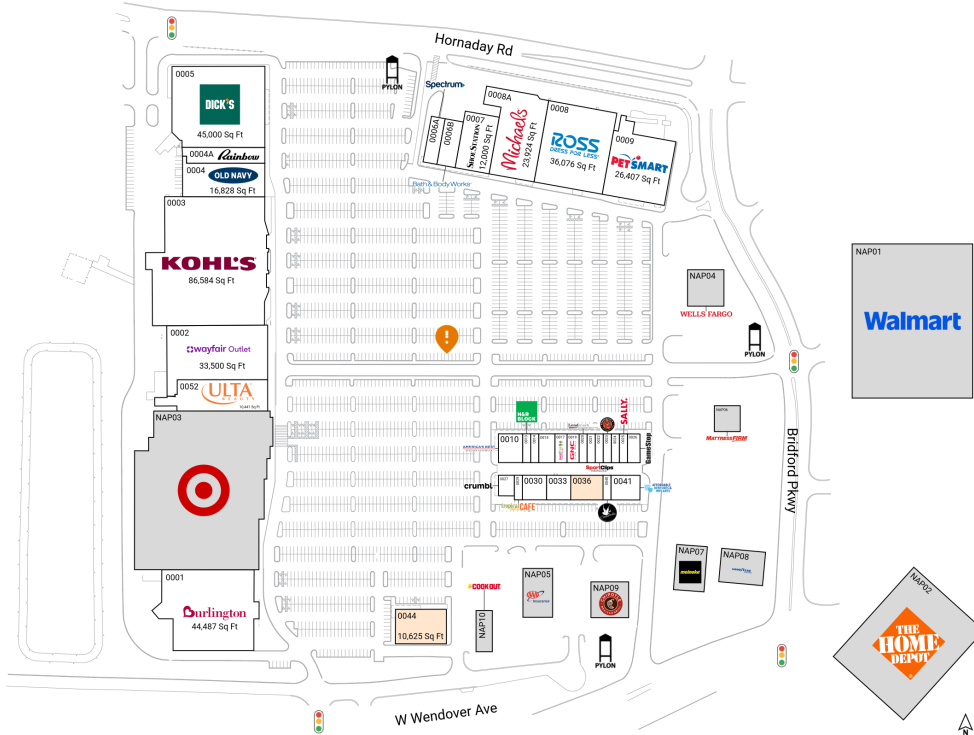 Hornaday Rd
PYLON
Spectrum
0005
DICK'S
45,000 Sq Ft
0004A Rainbow
0004
OLD NAVY
16,828 Sq Ft
0003
KOHL'S
86,584 Sq Ft
0002
wayfair Outlet
33,500 Sq Ft
0052
ULTA
BEAUTY
NAP03
0001
Burlington
44,487 Sq Ft
0006A
0006B
0007
SHOE STATION
12,000 Sq Ft
Bath & Body Works
0008A
Michaels
23,924 Sq Ft
0008
ROSS
DRESS FOR LESS
36,076 Sq Ft
0009
PETSMART
26,407 Sq Ft
NAP04
WELLS FARGO
PYLON
NAP01
Walmart
!
H&R
BLOCK
SALLY.
MATTRESS FIRM
0010
GNC
GameStop
SportClips
crumbl
0030
0033
0036
0041
CAFE
Bridford Pkwy
NAP07
meineke
NAP08
NAP02
THE
HOME
DEPOT
0044
10,625 Sq Ft
COOKOUT
NAP10
NAP05
NAP09
PYLON
W Wendover Ave
N